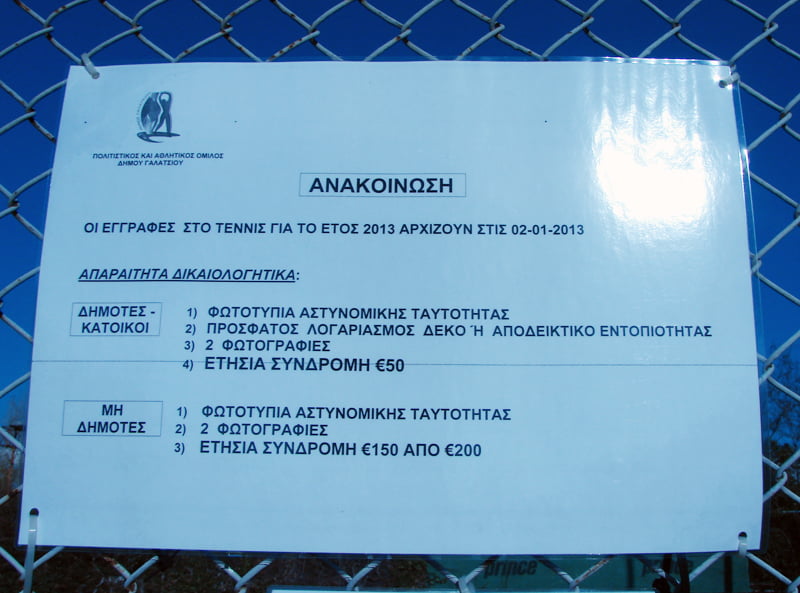 ΠΟΛΙΤΙΣΤΙΚΟΣ ΚΑΙ ΑΘΛΗΤΙΚΟΣ ΟΜΙΛΟΣ
ΔΗΜΟΥ ΓΑΛΑΤΣΙΟΥ
ΑΝΑΚΟΙΝΩΣΗ
ΟΙ ΕΓΓΡΑΦΕΣ ΣΤΟ ΤΕΝΝΙΣ ΓΙΑ ΤΟ ΕΤΟΣ 2013 ΑΡΧΙΖΟΥΝ ΣΤΙΣ 02-01-2013
ΑΠΑΡΑΙΤΗΤΑ ΔΙΚΑΙΟΛΟΓΗΤΙΚΑ:
ΔΗΜΟΤΕΣ -
ΚΑΤΟΙΚΟΙ
1) ΦΩΤΟΤΥΠΙΑ ΑΣΤΥΝΟΜΙΚΗΣ ΤΑΥΤΟΤΗΤΑΣ
2) ΠΡΟΣΦΑΤΟΣ ΛΟΓΑΡΙΑΣΜΟΣ ΔΕΚΟ Ή ΑΠΟΔΕΙΚΤΙΚΟ ΕΝΤΟΠΙΟΤΗΤΑΣ
3) 2 ΦΩΤΟΓΡΑΦΙΕΣ
4) ΕΤΗΣΙΑ ΣΥΝΔΡΟΜΗ €50
ΜΗ
ΔΗΜΟΤΕΣ
1) ΦΩΤΟΤΥΠΙΑ ΑΣΤΥΝΟΜΙΚΗΣ ΤΑΥΤΟΤΗΤΑΣ
2) 2 ΦΩΤΟΓΡΑΦΙΕΣ
3) ΕΤΗΣΙΑ ΣΥΝΔΡΟΜΗ €150 ΑΠΟ €200
prince